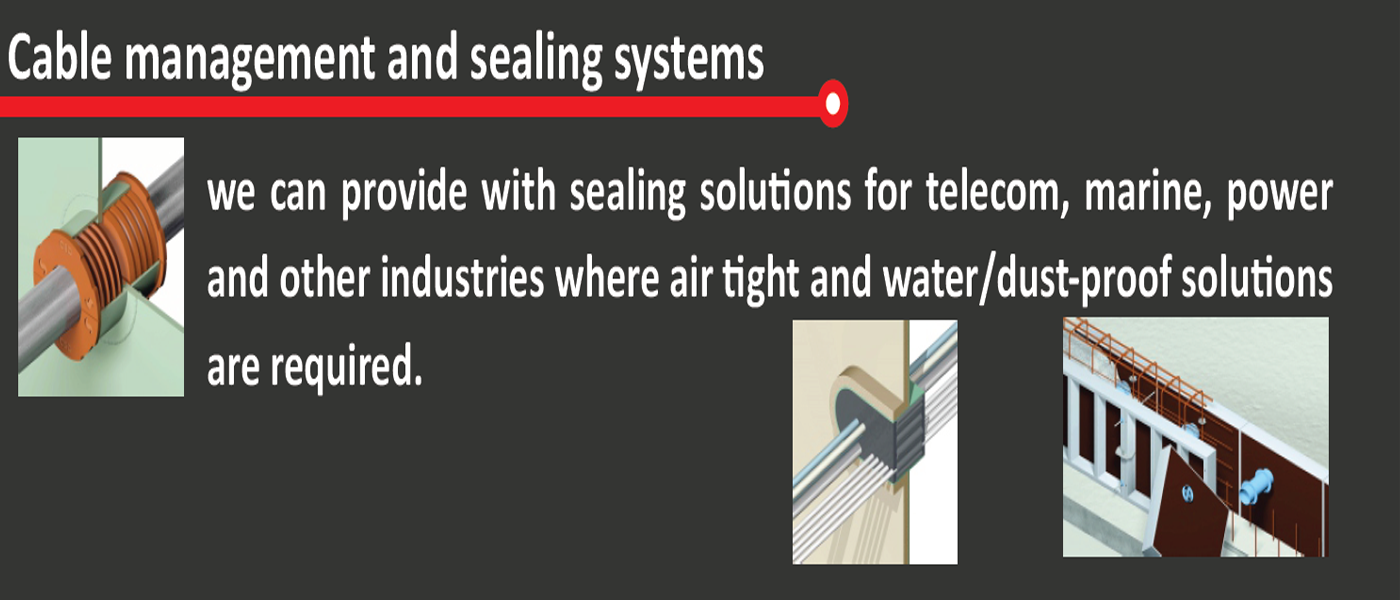 Cable management and sealing systems
we can provide with sealing solutions for telecom, marine, power
and other industries where air tight and water/dust-proof solutions
are required.